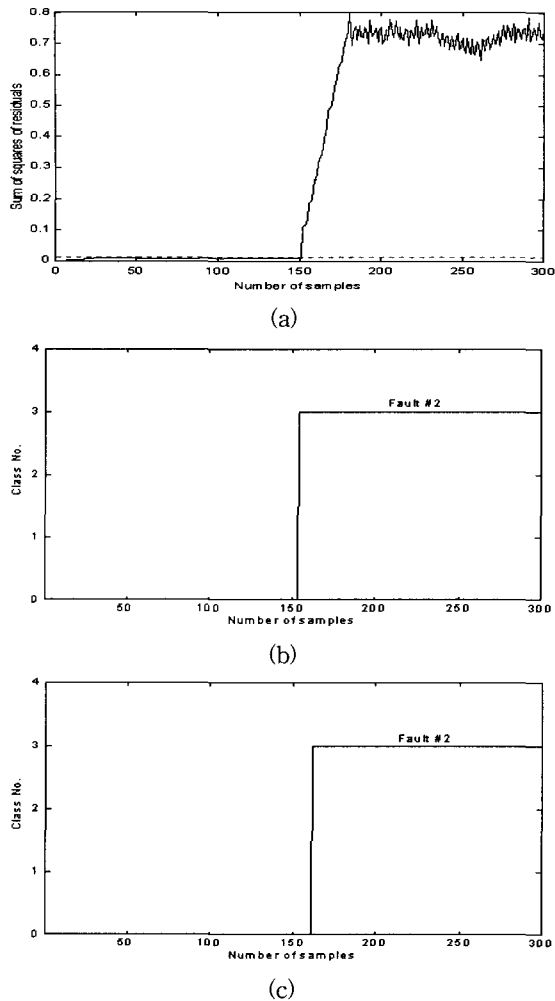 0.8
0.7
0.6
0.5
0.4
0.3
0.2
0.1
0
Sum of squares of residuals
0 50 100 150 200 250 300
Number of samples
(a)
4
3
2
1
0
Class No.
Fault #2
50 100 150 200 250 300
Number of samples
(b)
4
3
2
1
0
Class No.
Fault #2
50 100 150 200 250 300
Number of samples
(c)